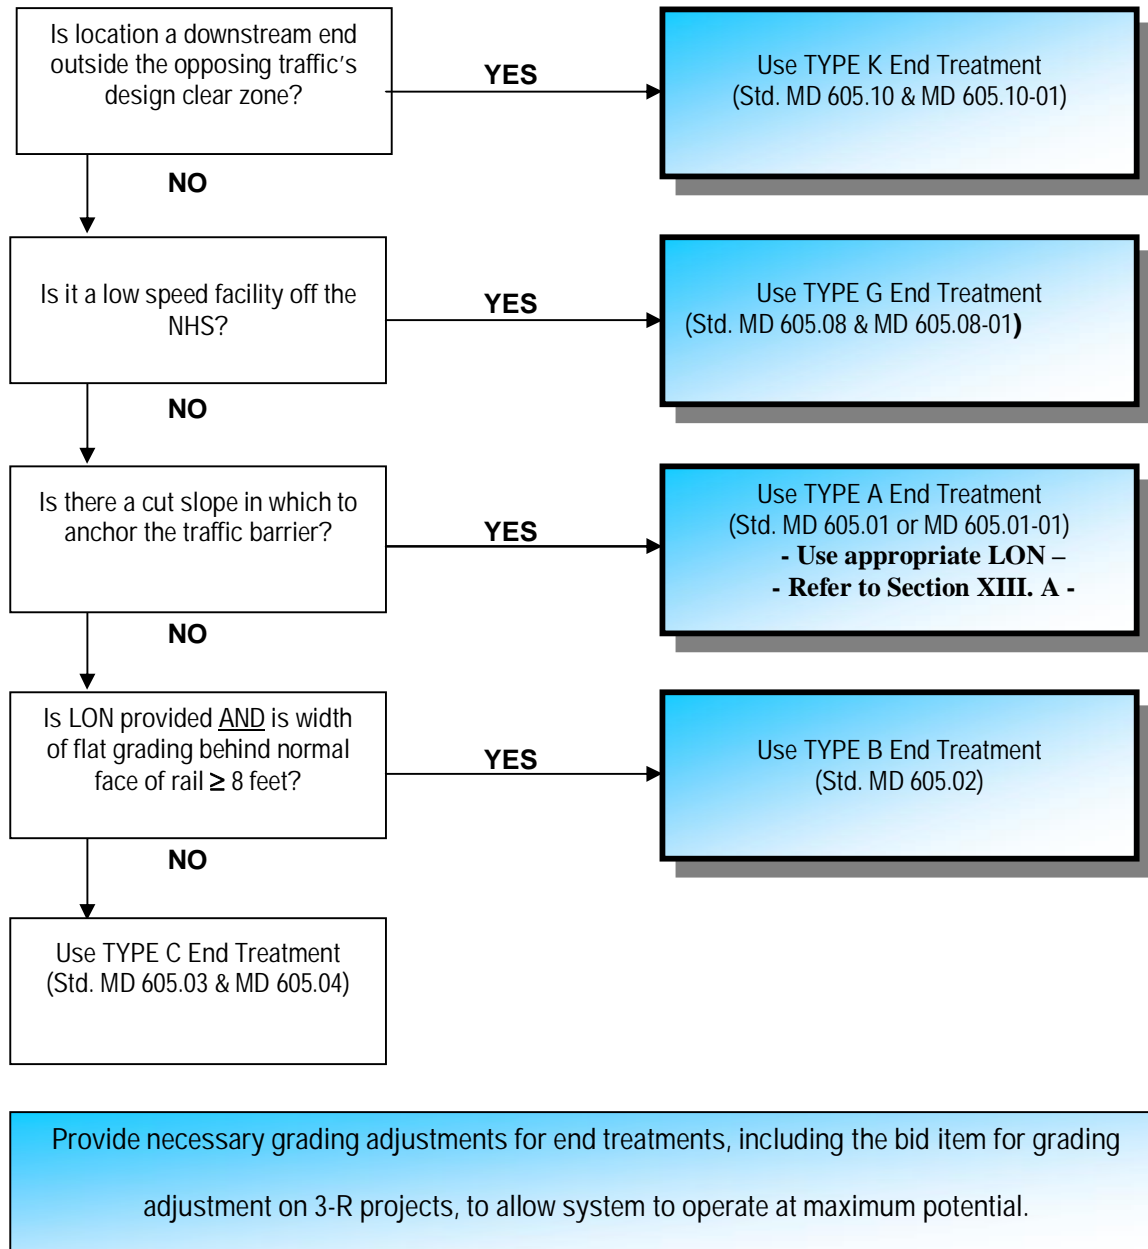 Is location a downstream end
outside the opposing traffic's
design clear zone?
YES
Use TYPE K End Treatment
(Std. MD 605.10 & MD 605.10-01)
NO
Is it a low speed facility off the
NHS?
YES
Use TYPE G End Treatment
(Std. MD 605.08 & MD 605.08-01)
NO
Is there a cut slope in which to
anchor the traffic barrier?
YES
Use TYPE A End Treatment
(Std. MD 605.01 or MD 605.01-01)
- Use appropriate LON –
- Refer to Section XIII. A -
NO
Is LON provided AND is width
of flat grading behind normal
face of rail ≥ 8 feet?
YES
Use TYPE B End Treatment
(Std. MD 605.02)
NO
Use TYPE C End Treatment
(Std. MD 605.03 & MD 605.04)
Provide necessary grading adjustments for end treatments, including the bid item for grading
adjustment on 3-R projects, to allow system to operate at maximum potential.